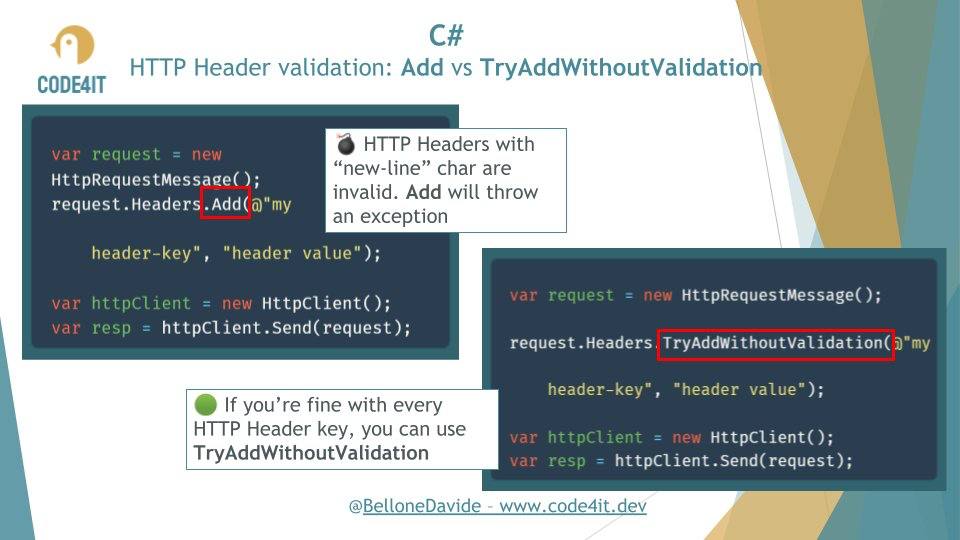 C#
HTTP Header validation: Add vs TryAddWithoutValidation
CODE4IT
var request = new
HttpRequestMessage();
request.Headers.Add(@"my
header-key", "header value");
var httpClient = new HttpClient();
var resp = httpClient.Send(request);
💣 HTTP Headers with
“new-line” char are
invalid. Add will throw
an exception
var request = new HttpRequestMessage();
request.Headers.TryAddWithoutValidation(@"my
header-key", "header value");
var httpClient = new HttpClient();
var resp = httpClient.Send(request);
🟢 If you’re fine with every
HTTP Header key, you can use
TryAddWithoutValidation
@BelloneDavide – www.code4it.dev